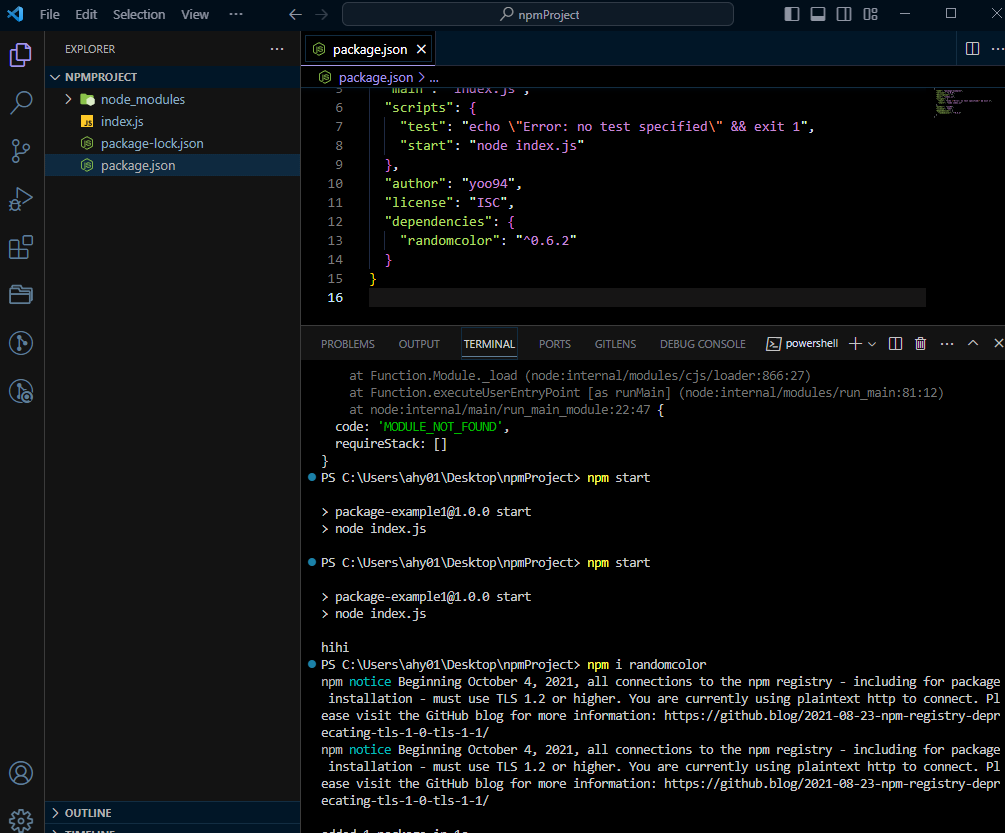 File Edit Selection View ··· npmProject
EXPLORER ···
NPMPROJECT
node_modules
JS index.js
package-lock.json
package.json
OUTLINE
TIMELINE
package.json
package.json > ...
5 "main": "index.js",
6 "scripts": {
7 "test": "echo \"Error: no test specified\" && exit 1",
8 "start": "node index.js"
9 },
10 "author": "yoo94",
11 "license": "ISC",
12 "dependencies": {
13 "randomcolor": "^0.6.2"
14 }
15 }
16
PROBLEMS OUTPUT TERMINAL PORTS GITLENS DEBUG CONSOLE powershell
at Function.Module._load (node:internal/modules/cjs/loader:866:27)
at Function.executeUserEntryPoint [as runMain] (node:internal/modules/run_main:81:12)
at node:internal/main/run_main_module:22:47 {
code: 'MODULE_NOT_FOUND',
requireStack: []
}
PS C:\Users\ahy01\Desktop\npmProject> npm start
> package-example1@1.0.0 start
> node index.js
PS C:\Users\ahy01\Desktop\npmProject> npm start
> package-example1@1.0.0 start
> node index.js
hihi
PS C:\Users\ahy01\Desktop\npmProject> npm i randomcolor
npm notice Beginning October 4, 2021, all connections to the npm registry - including for package
installation - must use TLS 1.2 or higher. You are currently using plaintext http to connect. Pl
ease visit the GitHub blog for more information: https://github.blog/2021-08-23-npm-registry-depr
ecating-tls-1-0-tls-1-1/
npm notice Beginning October 4, 2021, all connections to the npm registry - including for package
installation - must use TLS 1.2 or higher. You are currently using plaintext http to connect. Pl
ease visit the GitHub blog for more information: https://github.blog/2021-08-23-npm-registry-depr
ecating-tls-1-0-tls-1-1/
added 1 package in 1s